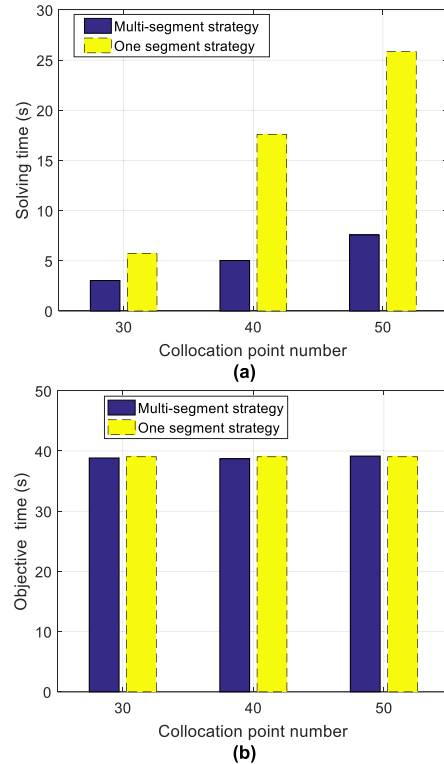 30
25
20
15
10
5
0
Solving time (s)
Multi-segment strategy
One segment strategy
30 40 50
Collocation point number
(a)
50
40
30
20
10
0
Objective time (s)
Multi-segment strategy
One segment strategy
30 40 50
Collocation point number
(b)